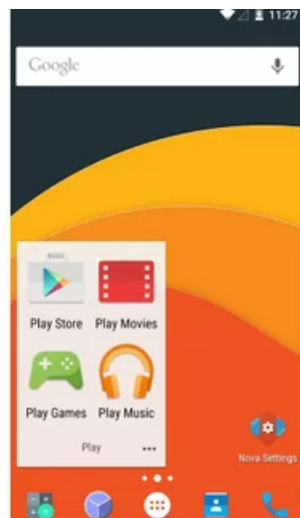 11:27
Google
Play Store Play Movies
Play Games Play Music
Play
Nova Settings